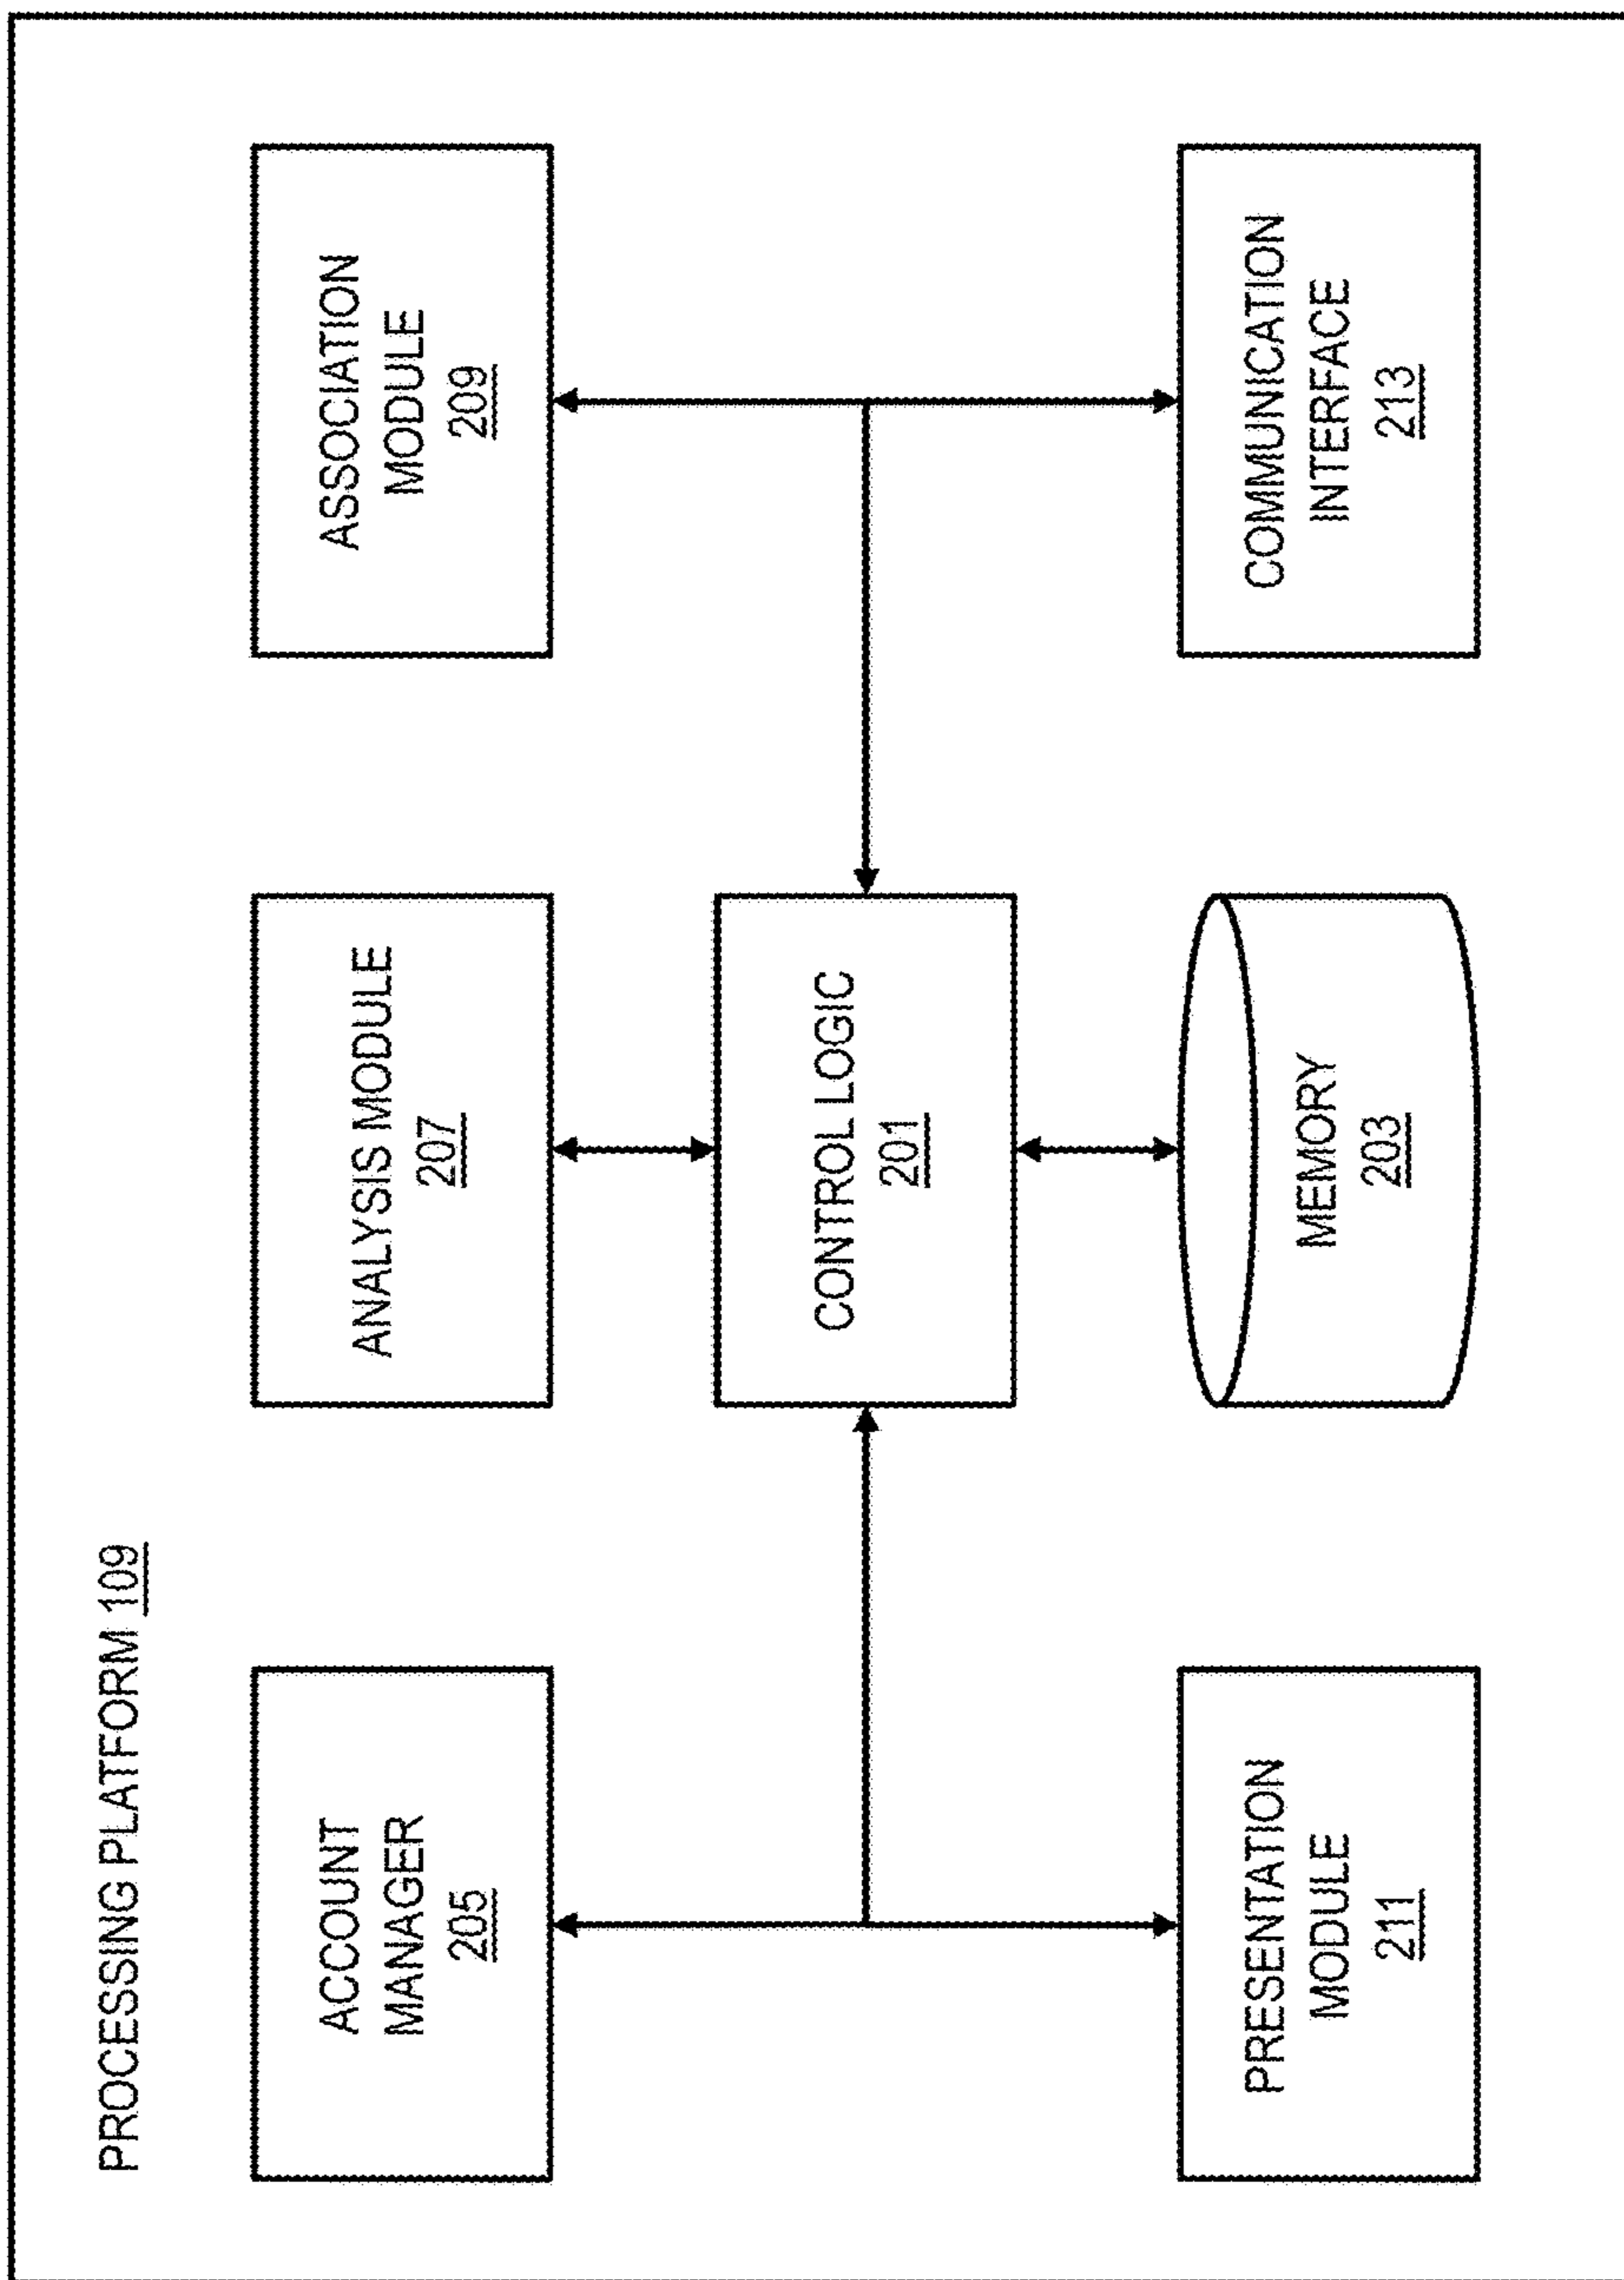 PROCESSING PLATFORM 109
ACCOUNT
MANAGER
205
ANALYSIS MODULE
207
ASSOCIATION
MODULE
209
CONTROL LOGIC
201
PRESENTATION
MODULE
211
MEMORY
203
COMMUNICATION
INTERFACE
213